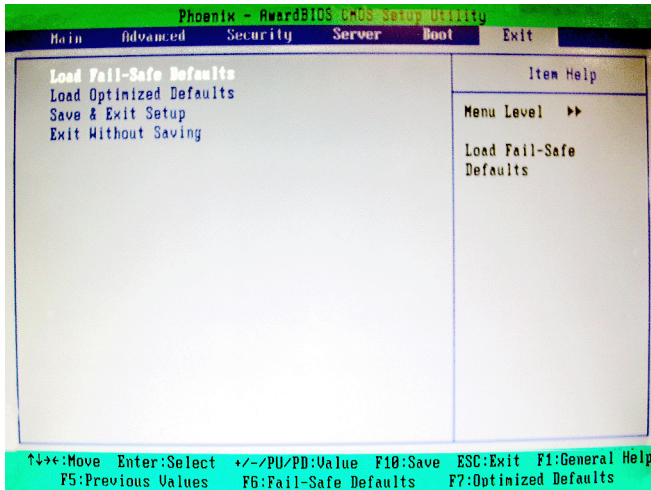 Phoenix - AwardBIOS CMOS Setup Utility
Main Advanced Security Server Boot Exit
Load Fail-Safe Defaults
Load Optimized Defaults
Save & Exit Setup
Exit Without Saving
Item Help
Menu Level ▸▸
Load Fail-Safe
Defaults
↑↓→←:Move Enter:Select +/-/PU/PD:Value F10:Save ESC:Exit F1:General Help
F5:Previous Values F6:Fail-Safe Defaults F7:Optimized Defaults